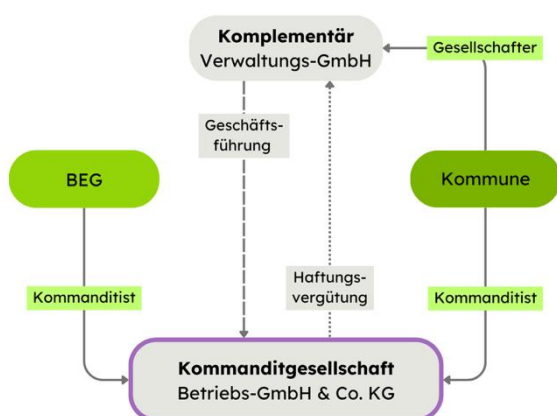 Komplementär
Verwaltungs-GmbH
Gesellschafter
Geschäfts-
führung
BEG
Kommune
Haftungs-
vergütung
Kommanditist
Kommanditist
Kommanditgesellschaft
Betriebs-GmbH & Co. KG